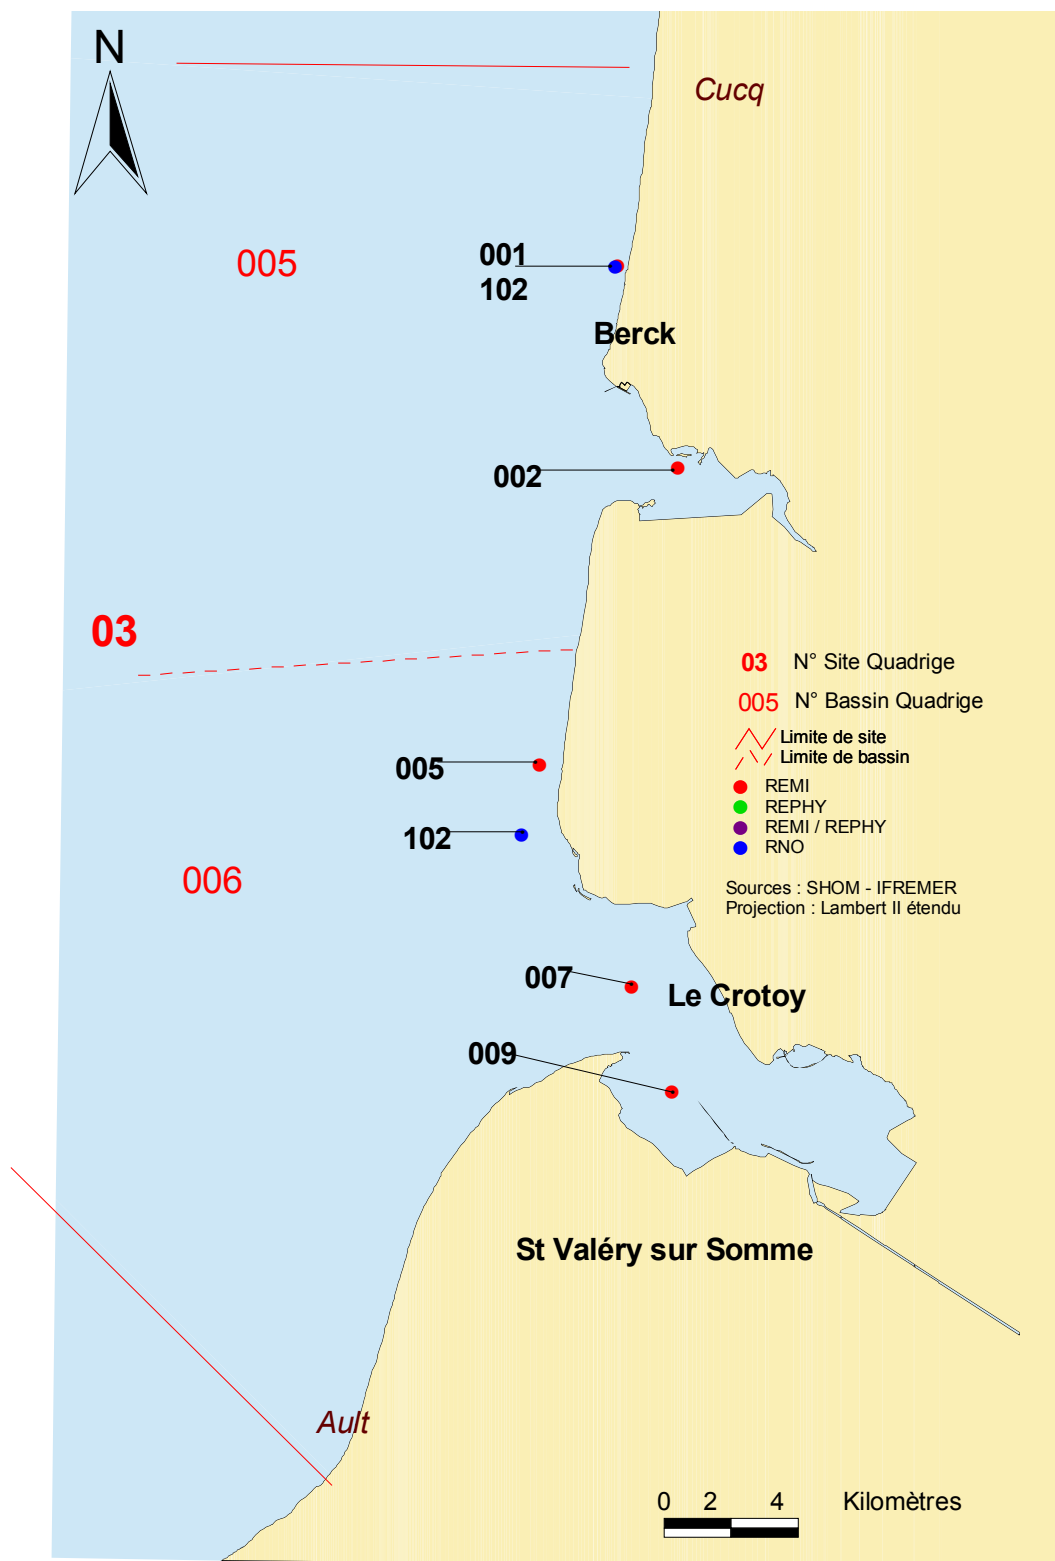 N
Cucq
005
001
102
Berck
002
03
03 N° Site Quadrige
005 N° Bassin Quadrige
Limite de site
Limite de bassin
REMI
REPHY
REMI / REPHY
RNO
Sources : SHOM - IFREMER
Projection : Lambert II étendu
005
102
006
007
Le Crotoy
009
St Valéry sur Somme
Ault
0 2 4 Kilomètres